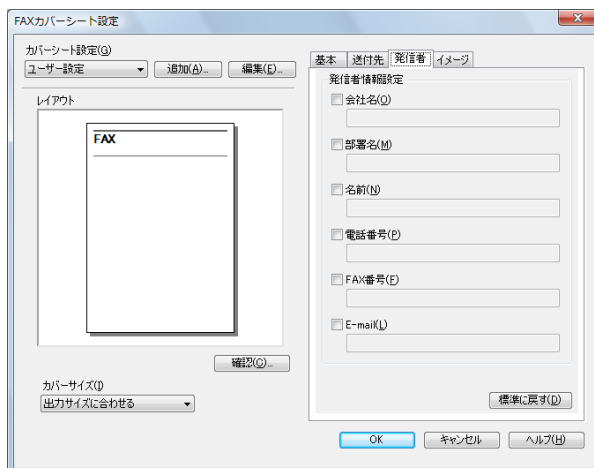 FAXカバーシート設定
カバーシート設定(G)
ユーザー設定
追加(A)...
編集(E)...
レイアウト
FAX
確認(C)...
カバーサイズ(I)
出力サイズに合わせる
基本 送付先 発信者 イメージ
発信者情報設定
会社名(O)
部署名(M)
名前(N)
電話番号(P)
FAX番号(F)
E-mail(L)
標準に戻す(D)
OK キャンセル ヘルプ(H)